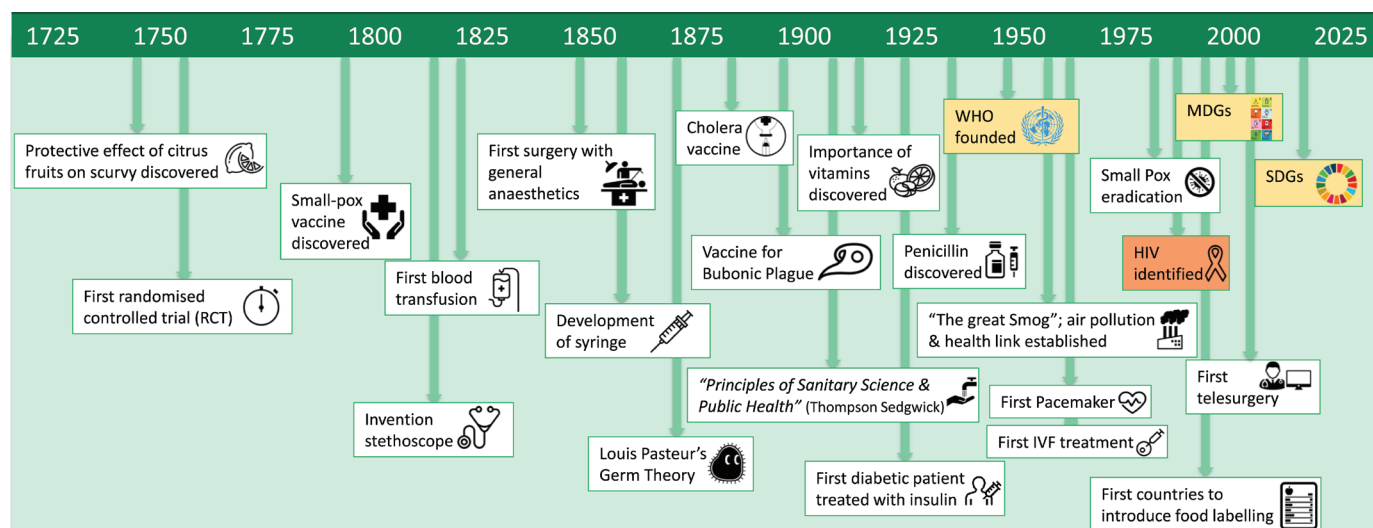 1725 1750 1775 1800 1825 1850 1875 1900 1925 1950 1975 2000 2025
Protective effect of citrus
fruits on scurvy discovered
First randomised
controlled trial (RCT)
Small-pox
vaccine
discovered
Invention
stethoscope
First blood
transfusion
First surgery with
general
anaesthetics
Development
of syringe
Louis Pasteur's
Germ Theory
Cholera
vaccine
Vaccine for
Bubonic Plague
"Principles of Sanitary Science &
Public Health" (Thompson Sedgwick)
Importance of
vitamins
discovered
First diabetic patient
treated with insulin
Penicillin
discovered
WHO
founded
"The great Smog"; air pollution
& health link established
First Pacemaker
First IVF treatment
Small Pox
eradication
HIV
identified
First countries to
introduce food labelling
MDGs
First
telesurgery
SDGs